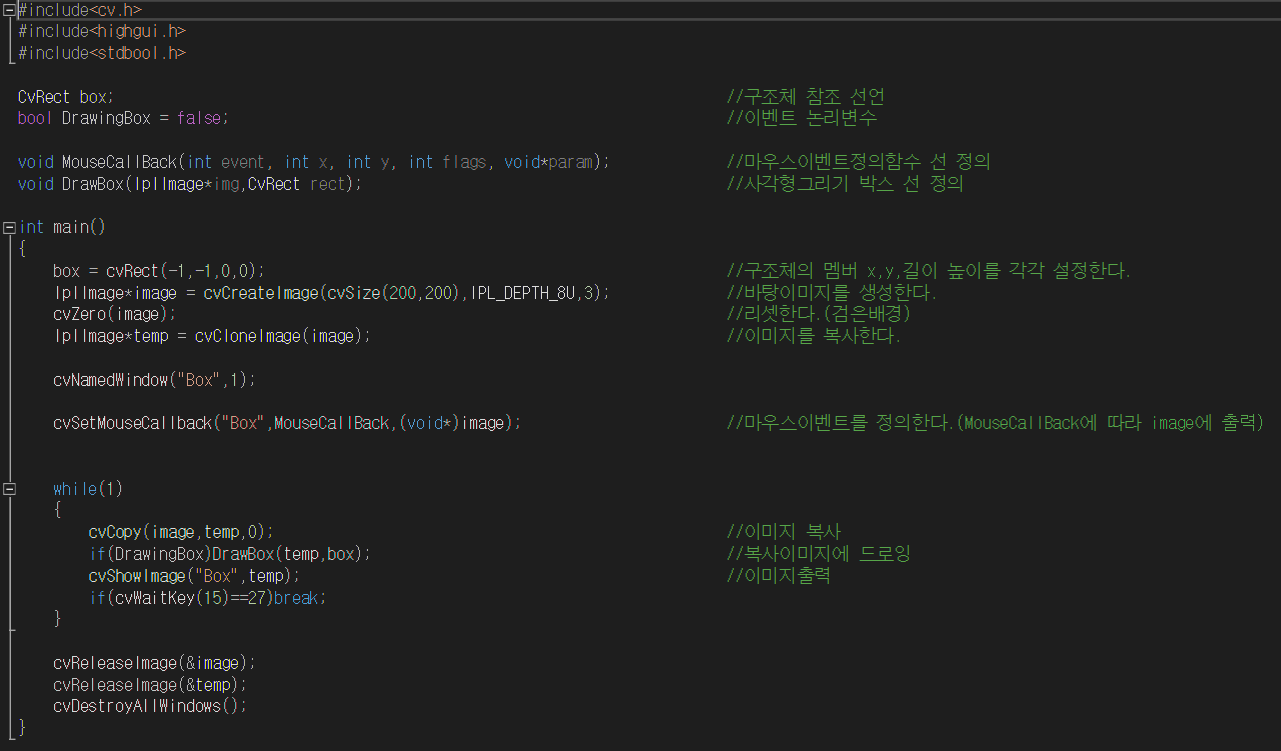 #include<cv.h>
#include<highgui.h>
#include<stdbool.h>
CvRect box; //구조체 참조 선언
bool DrawingBox = false; //이벤트 논리변수
void MouseCallBack(int event, int x, int y, int flags, void*param); //마우스이벤트정의함수 선 정의
void DrawBox(IplImage*img,CvRect rect); //사각형그리기 박스 선 정의
int main()
{
box = cvRect(-1,-1,0,0); //구조체의 멤버 x,y,길이 높이를 각각 설정한다.
IplImage*image = cvCreateImage(cvSize(200,200),IPL_DEPTH_8U,3); //바탕이미지를 생성한다.
cvZero(image); //리셋한다.(검은배경)
IplImage*temp = cvCloneImage(image); //이미지를 복사한다.
cvNamedWindow("Box",1);
cvSetMouseCallback("Box",MouseCallBack,(void*)image); //마우스이벤트를 정의한다.(MouseCallBack에 따라 image에 출력)
while(1)
{
cvCopy(image,temp,0); //이미지 복사
if(DrawingBox)DrawBox(temp,box); //복사이미지에 드로잉
cvShowImage("Box",temp); //이미지출력
if(cvWaitKey(15)==27)break;
}
cvReleaseImage(&image);
cvReleaseImage(&temp);
cvDestroyAllWindows();
}